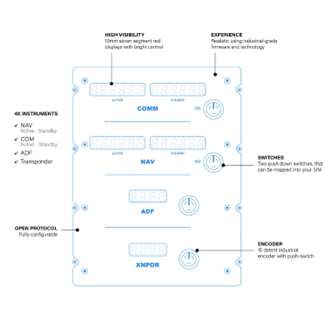 HIGH VISIBILITY
10mm seven segment red
displays with bright control
EXPERIENCE
Realistic using industrial-grade
firmware and technology
ACTIVE
STANDBY
COMM
4X INSTRUMENTS
✓ NAV
Active - Standby
✓ COM
Active - Standby
✓ ADF
✓ Transponder
ACTIVE
STANDBY
NAV
SWITCHES
Two push-down switches, that
can be mapped into your SIM
ADF
OPEN PROTOCOL
Fully configurable
XNPDR
ENCODER
15 detent industrial
encoder with push-switch